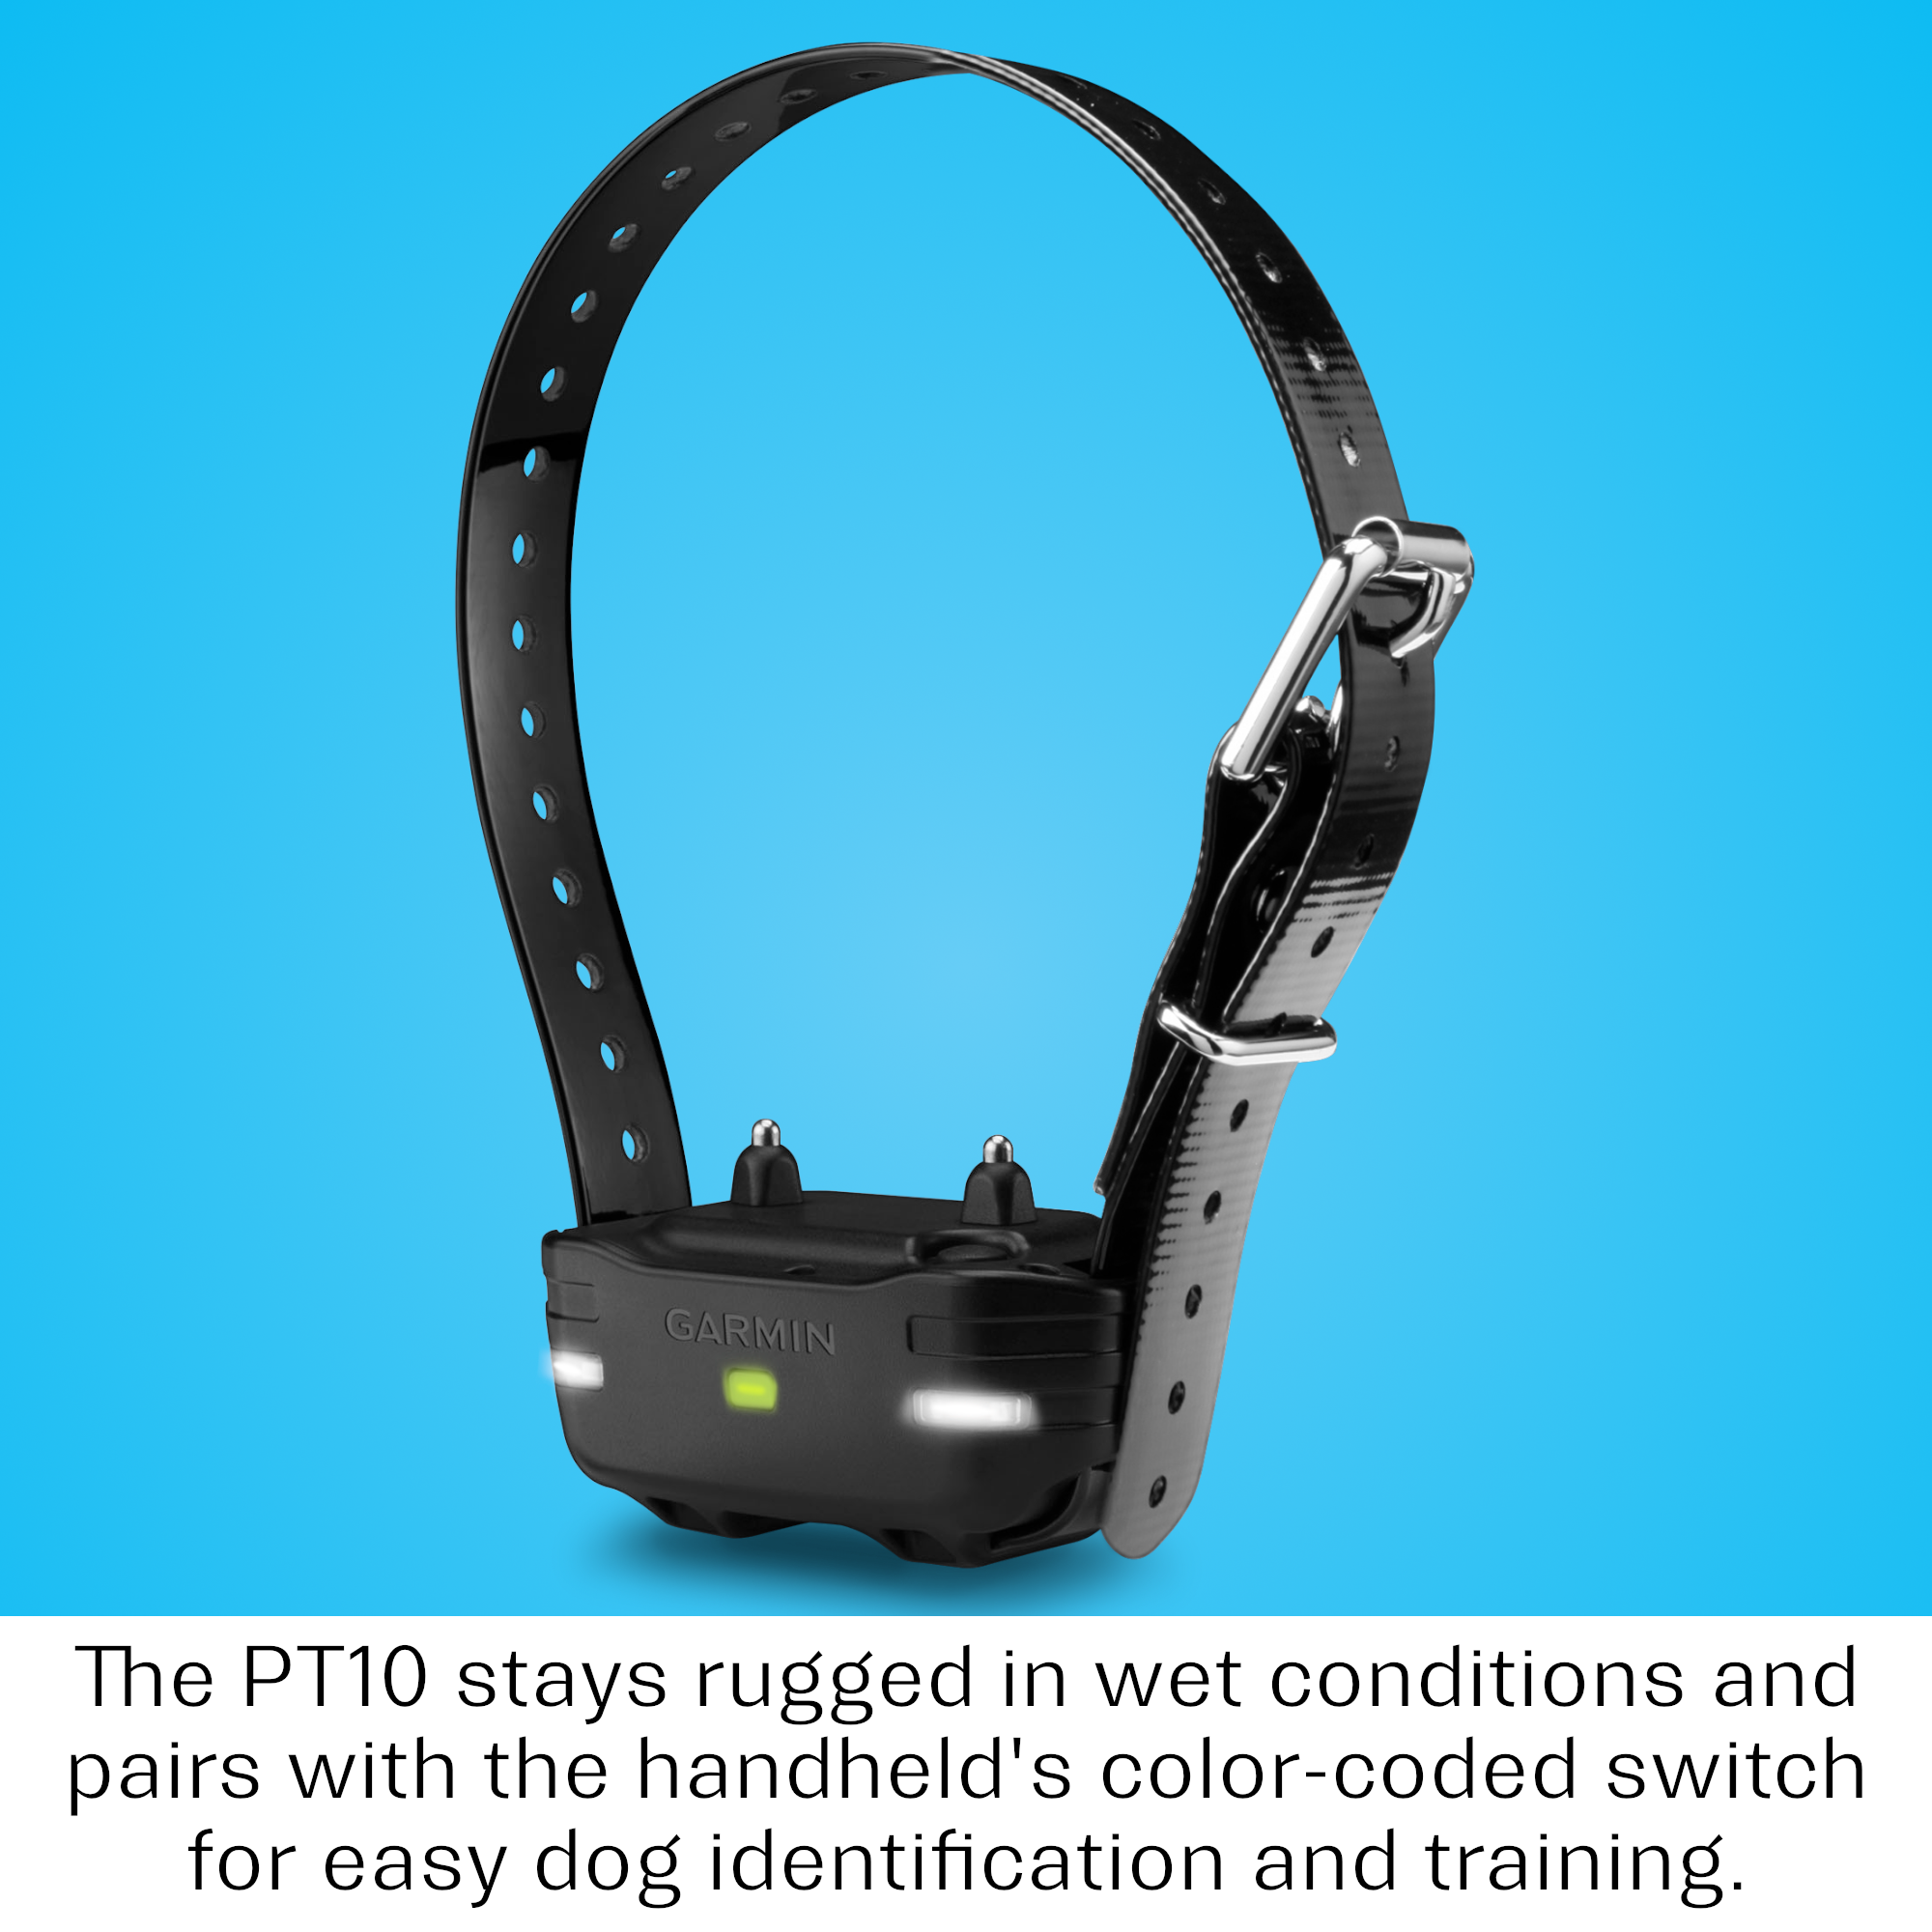 GARMIN
The PT10 stays rugged in wet conditions and
pairs with the handheld's color-coded switch
for easy dog identification and training.